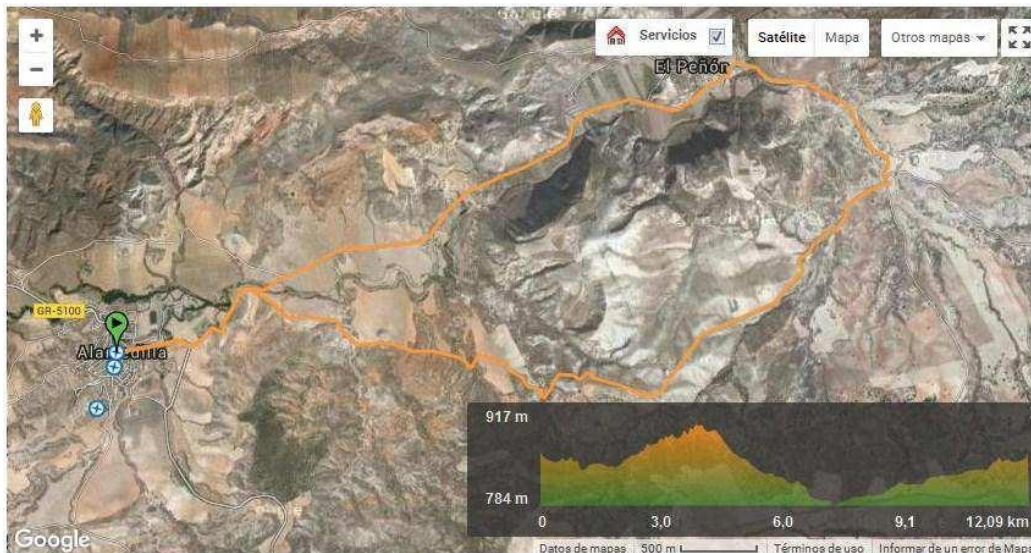 +
Servicios
Satélite Mapa
Otros mapas
−
El Peñón
GR-5100
917 m
784 m
0 3,0 6,0 9,1 12,09 km
Google
Datos de mapas 500 m Términos de uso Informar de un error de Maps